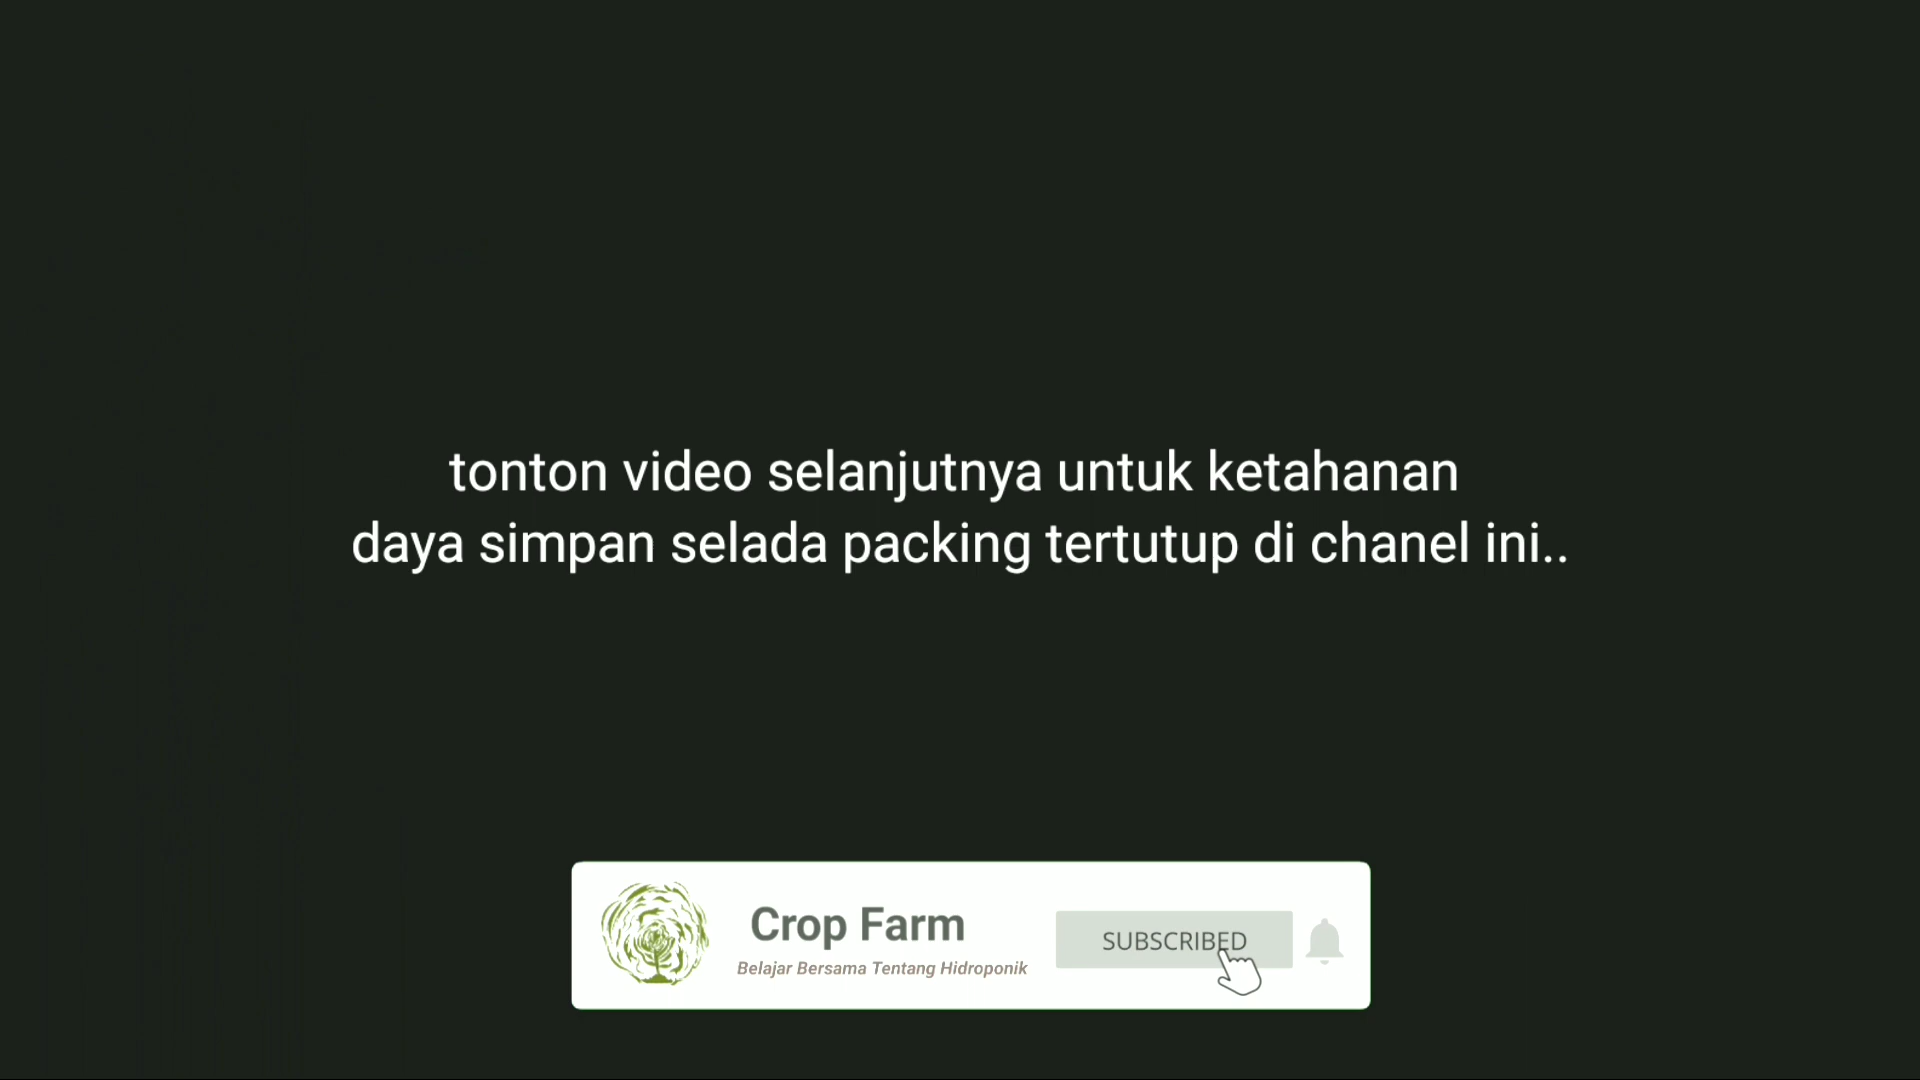 tonton video selanjutnya untuk ketahanan
daya simpan selada packing tertutup di chanel ini..
Crop Farm
Belajar Bersama Tentang Hidroponik
SUBSCRIBED